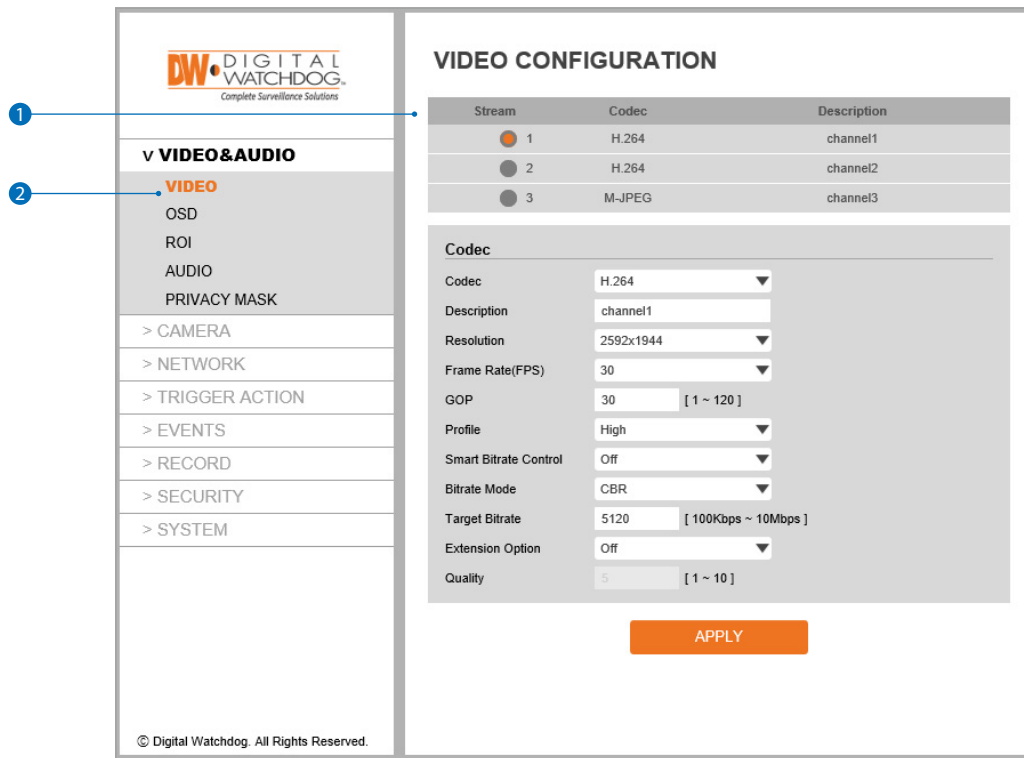 1
2
DW DIGITAL
WATCHDOG
Complete Surveillance Solutions
v VIDEO&AUDIO
VIDEO
OSD
ROI
AUDIO
PRIVACY MASK
> CAMERA
> NETWORK
> TRIGGER ACTION
> EVENTS
> RECORD
> SECURITY
> SYSTEM
© Digital Watchdog. All Rights Reserved.
VIDEO CONFIGURATION
Stream Codec Description
1 H.264 channel1
2 H.264 channel2
3 M-JPEG channel3
Codec
Codec H.264
Description channel1
Resolution 2592x1944
Frame Rate(FPS) 30
GOP 30 [ 1 ~ 120 ]
Profile High
Smart Bitrate Control Off
Bitrate Mode CBR
Target Bitrate 5120 [ 100Kbps ~ 10Mbps ]
Extension Option Off
Quality 5 [ 1 ~ 10 ]
APPLY